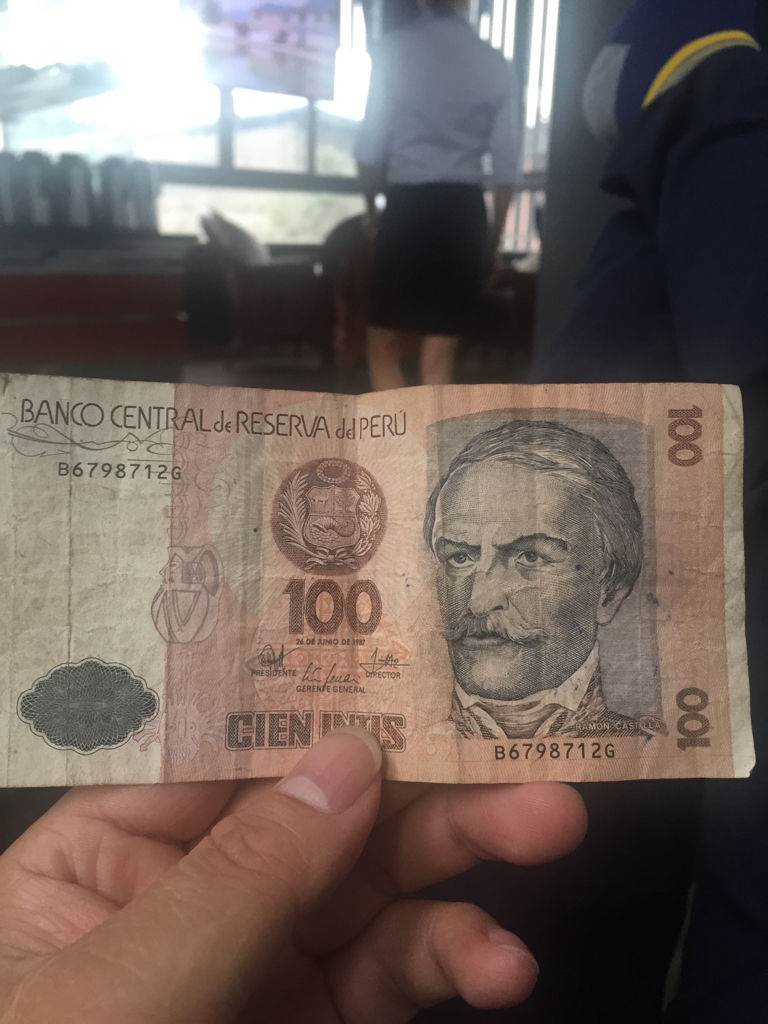 BANCO CENTRAL de RESERVA del PERÚ
B6798712G
100
100
26 DE JUNIO DE 1987
PRESIDENTE
DIRECTOR
GERENTE GENERAL
CIEN INTIS
RAMON CASTILLA
B6798712G
100